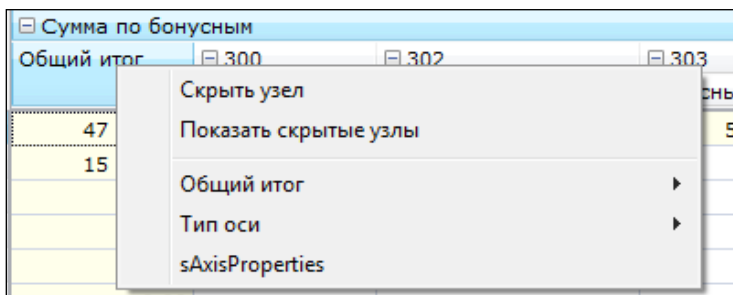 Сумма по бонусным
Общий итог 300 302 303
Скрыть узел
47 Показать скрытые узлы 5
15
Общий итог
Тип оси
sAxisProperties